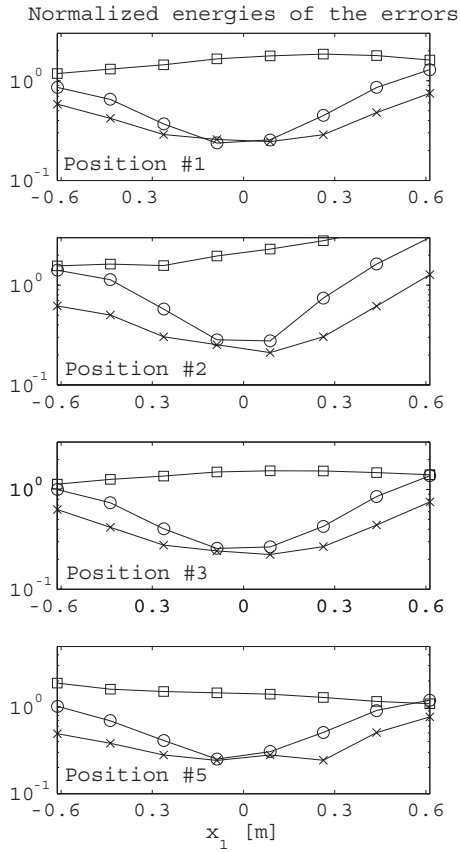 Normalized energies of the errors
10^0
10^-1
Position #1
-0.6 0.3 0 0.3 0.6
10^0
10^-1
Position #2
-0.6 0.3 0 0.3 0.6
10^0
10^-1
Position #3
-0.6 0.3 0 0.3 0.6
10^0
10^-1
Position #5
-0.6 0.3 0 0.3 0.6
x_1 [m]